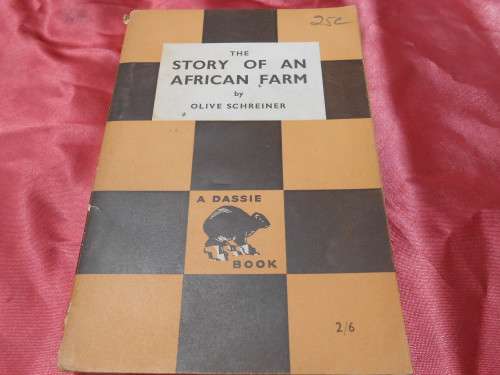 25c
THE
STORY OF AN
AFRICAN FARM
by
OLIVE SCHREINER
A DASSIE
BOOK
2/6